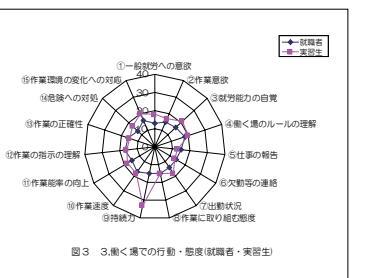 就職者
実習生
①一般就労への意欲
②作業意欲
③就労能力の自覚
④働く場のルールの理解
⑤仕事の報告
⑥欠勤等の連絡
⑦出勤状況
⑧作業に取り組む態度
⑨持続力
⑩作業速度
⑪作業能率の向上
⑫作業の指示の理解
⑬作業の正確性
⑭危険への対処
⑮作業環境の変化への対応
40
30
20
図3 3.働く場での行動・態度(就職者・実習生)